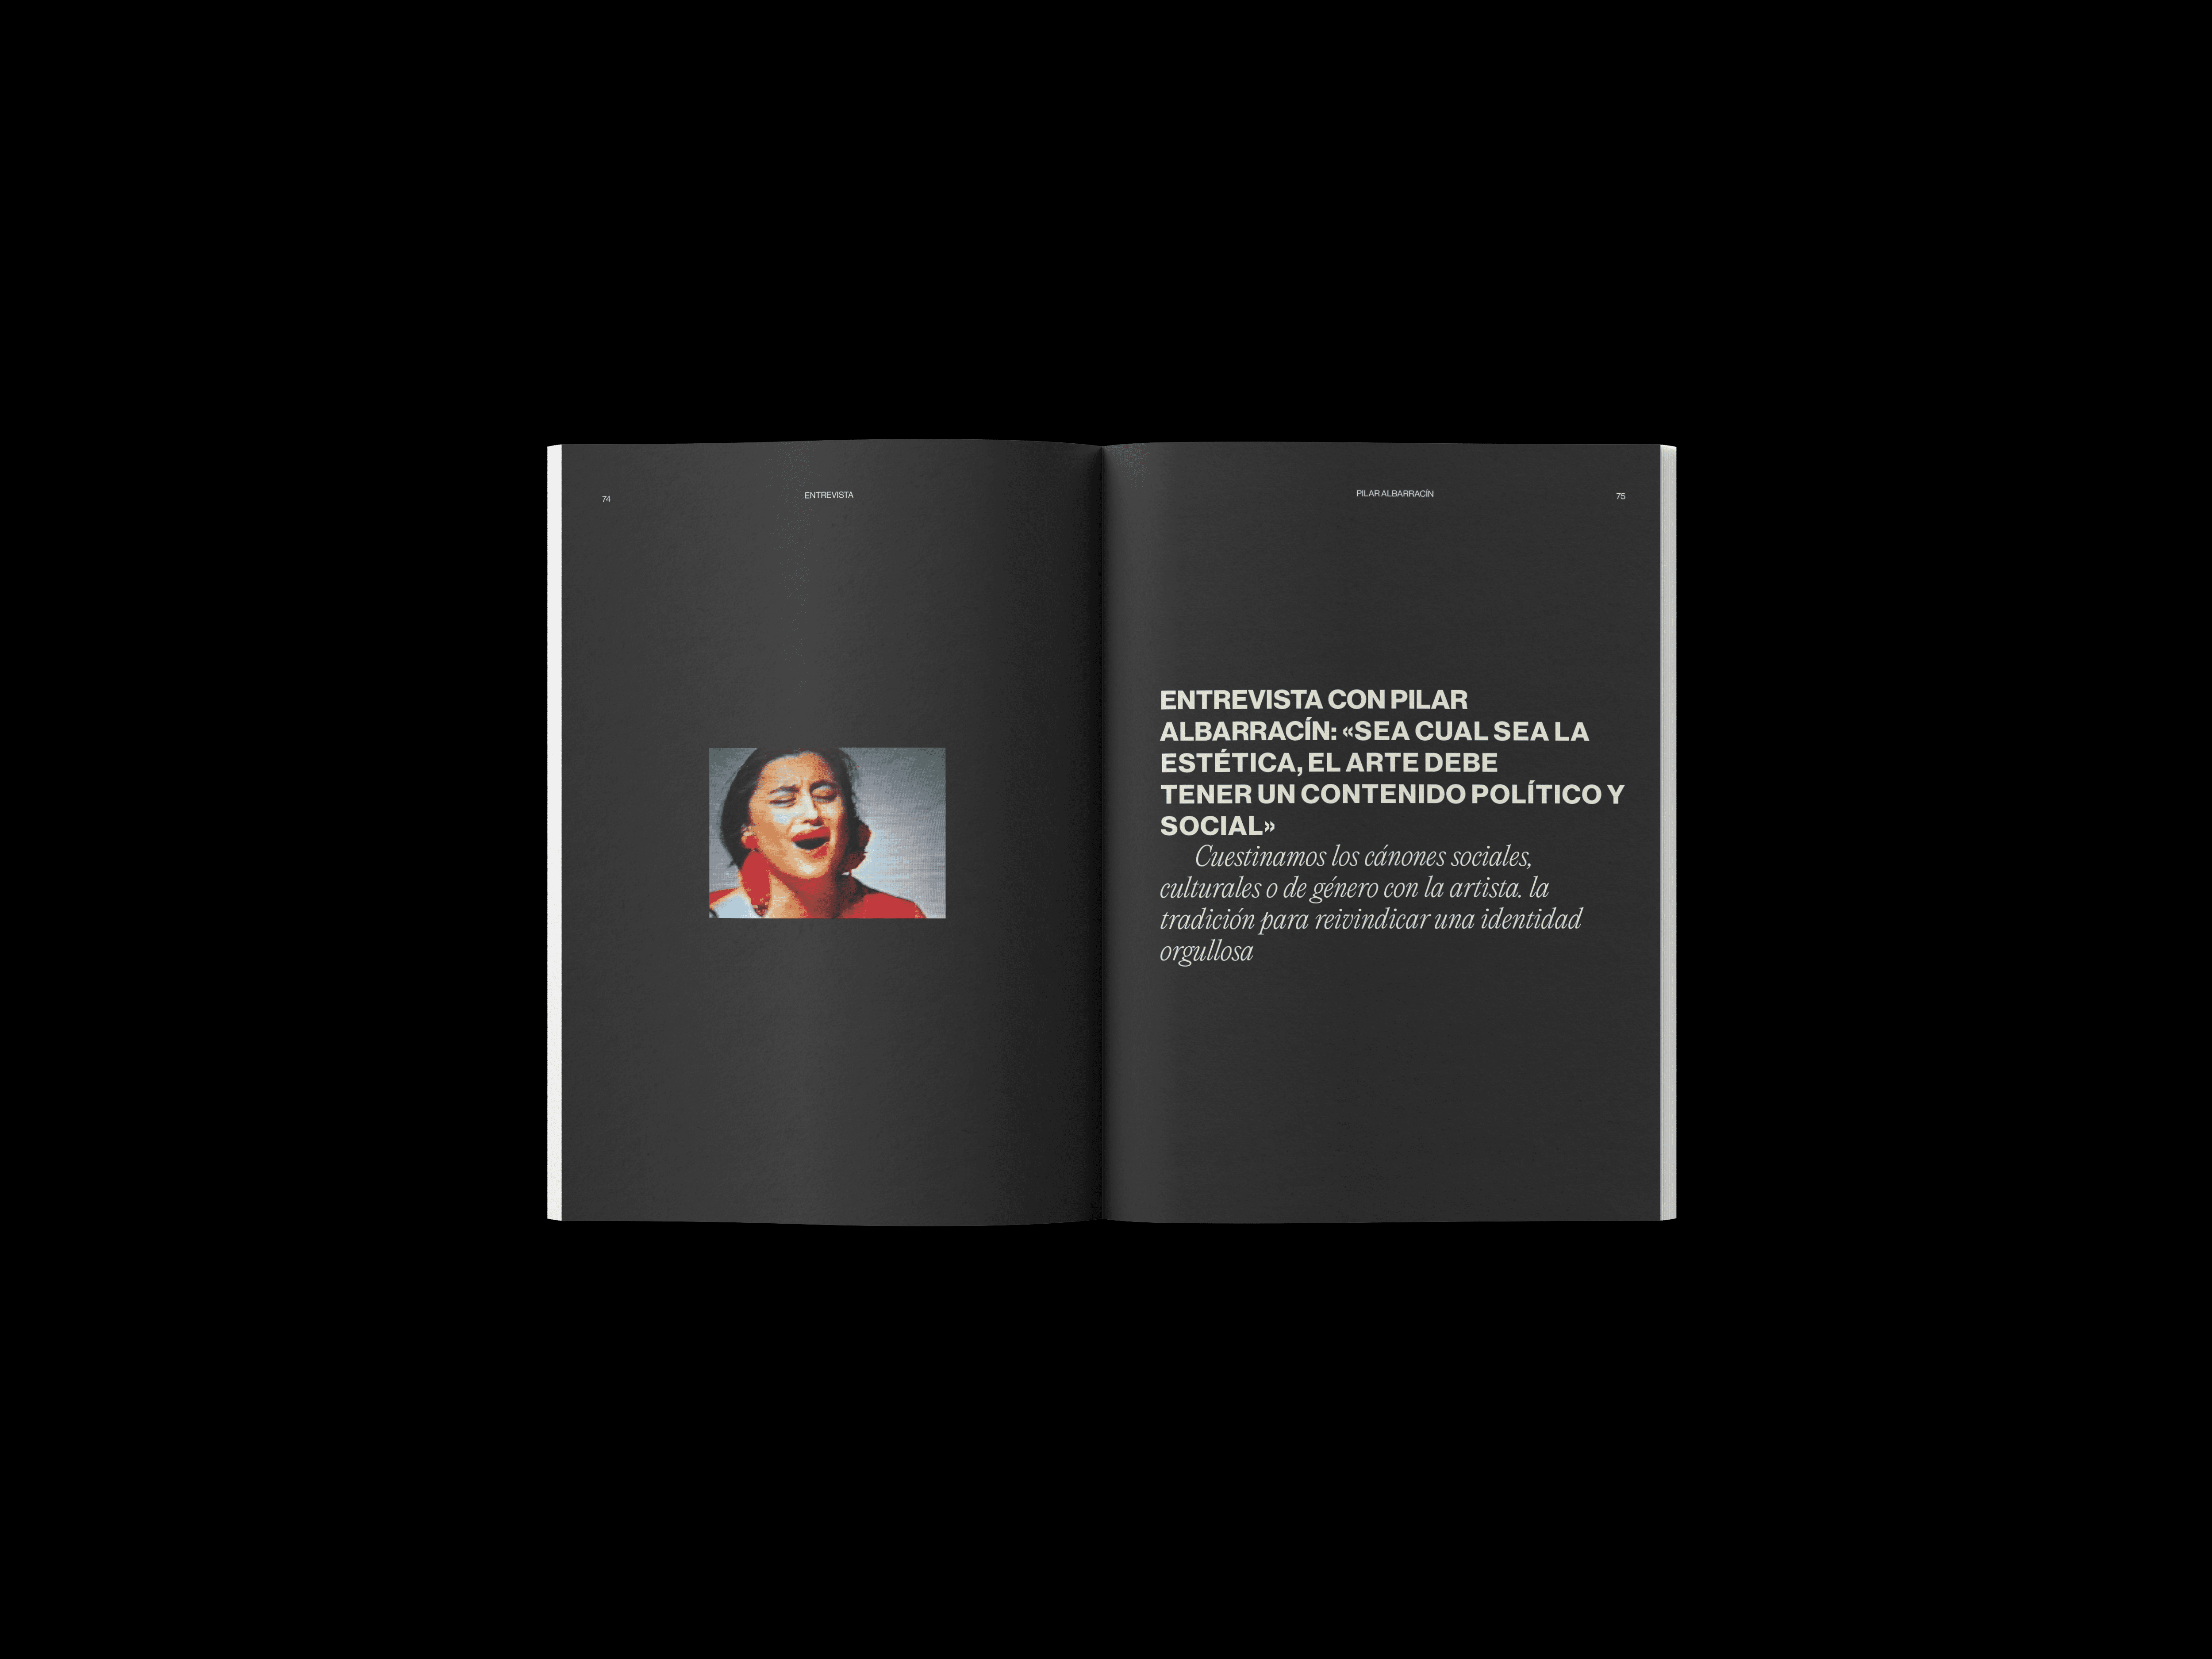 74
ENTREVISTA
PILAR ALBARRACÍN
75
ENTREVISTA CON PILAR
ALBARRACÍN: «SEA CUAL SEA LA
ESTÉTICA, EL ARTE DEBE
TENER UN CONTENIDO POLÍTICO Y
SOCIAL»
Cuestinamos los cánones sociales,
culturales o de género con la artista. la
tradición para reivindicar una identidad
orgullosa